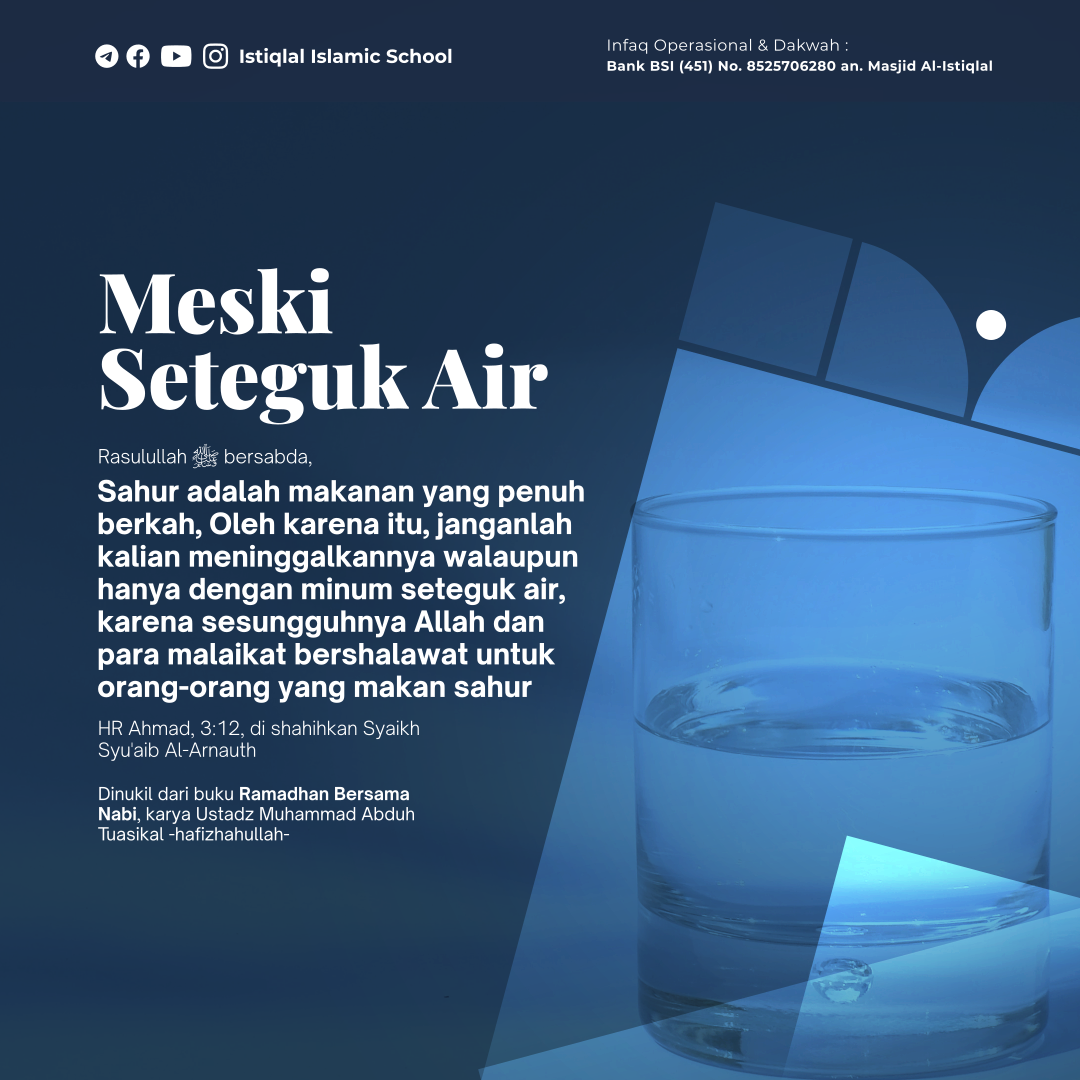 Istiqlal Islamic School
Infaq Operasional & Dakwah :
Bank BSI (451) No. 8525706280 an. Masjid Al-Istiqlal
Meski
Seteguk Air
Rasulullah ﷺ bersabda,
Sahur adalah makanan yang penuh
berkah, Oleh karena itu, janganlah
kalian meninggalkannya walaupun
hanya dengan minum seteguk air,
karena sesungguhnya Allah dan
para malaikat bershalawat untuk
orang-orang yang makan sahur
HR Ahmad, 3:12, di shahihkan Syaikh
Syu'aib Al-Arnauth
Dinukil dari buku Ramadhan Bersama
Nabi, karya Ustadz Muhammad Abduh
Tuasikal -hafizhahullah-